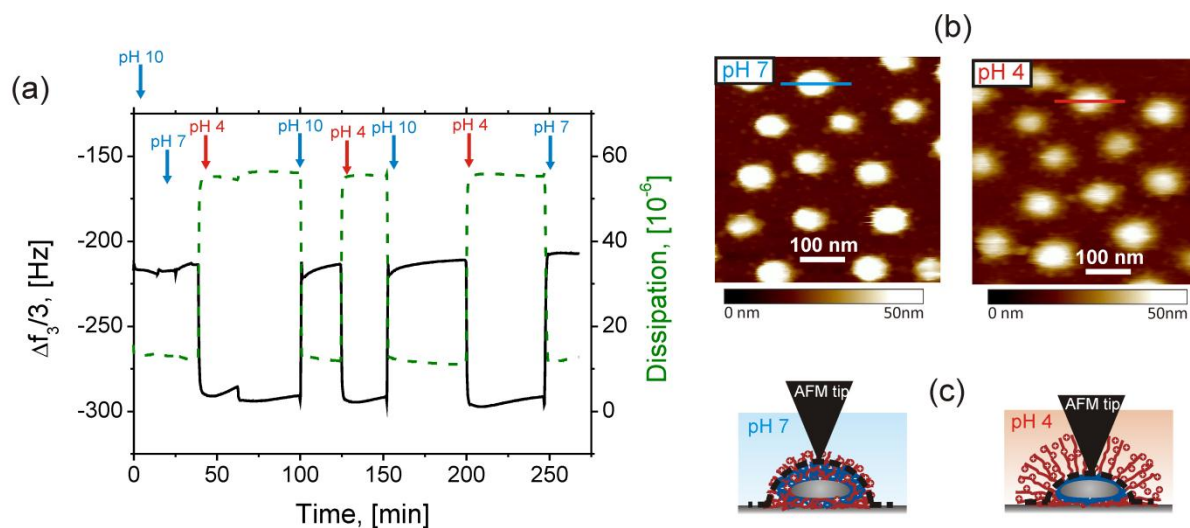 pH 10
(a)
pH 7
pH 4
pH 10
pH 4
pH 10
pH 4
pH 7
-150
-200
-250
-300
60
40
20
0
Δf3/3, [Hz]
Dissipation, [10-6]
0
50
100
150
200
250
Time, [min]
(b)
pH 7
pH 4
100 nm
100 nm
0 nm
50nm
0 nm
50nm
(c)
pH 7
AFM tip
pH 4
AFM tip